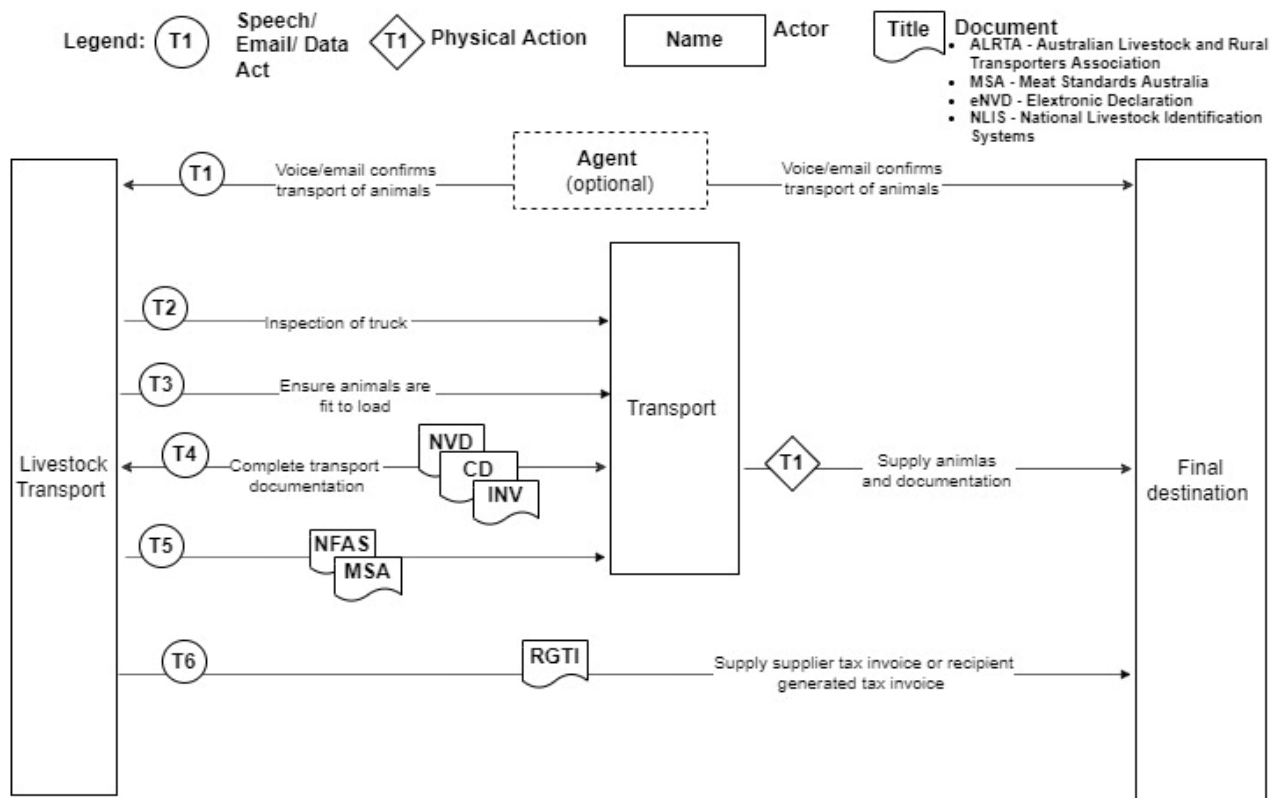 Legend:
T1
Speech/
Email/ Data
Act
T1
Physical Action
Name
Actor
Title
Document
• ALRTA - Australian Livestock and Rural
Transporters Association
• MSA - Meat Standards Australia
• eNVD - Elextronic Declaration
• NLIS - National Livestock Identification
Systems
T1
Voice/email confirms
transport of animals
Agent
(optional)
Voice/email confirms
transport of animals
T2
Inspection of truck
T3
Ensure animals are
fit to load
Livestock
Transport
T4
Complete transport
documentation
NVD
CD
INV
Transport
T1
Supply animlas
and documentation
Final
destination
T5
NFAS
MSA
T6
RGTI
Supply supplier tax invoice or recipient
generated tax invoice